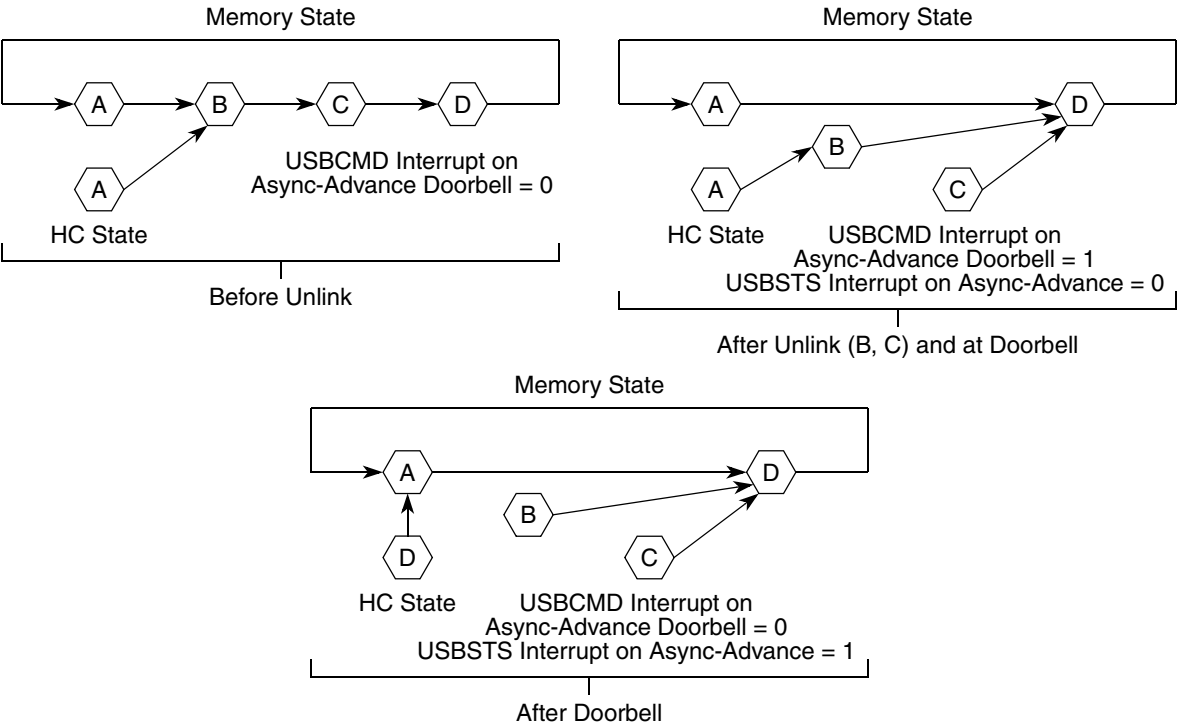 Memory State
A
B
C
D
A
USBCMD Interrupt on
Async-Advance Doorbell = 0
HC State
Before Unlink
Memory State
A
D
B
A
C
HC State
USBCMD Interrupt on
Async-Advance Doorbell = 1
USBSTS Interrupt on Async-Advance = 0
After Unlink (B, C) and at Doorbell
Memory State
A
D
B
D
C
HC State
USBCMD Interrupt on
Async-Advance Doorbell = 0
USBSTS Interrupt on Async-Advance = 1
After Doorbell